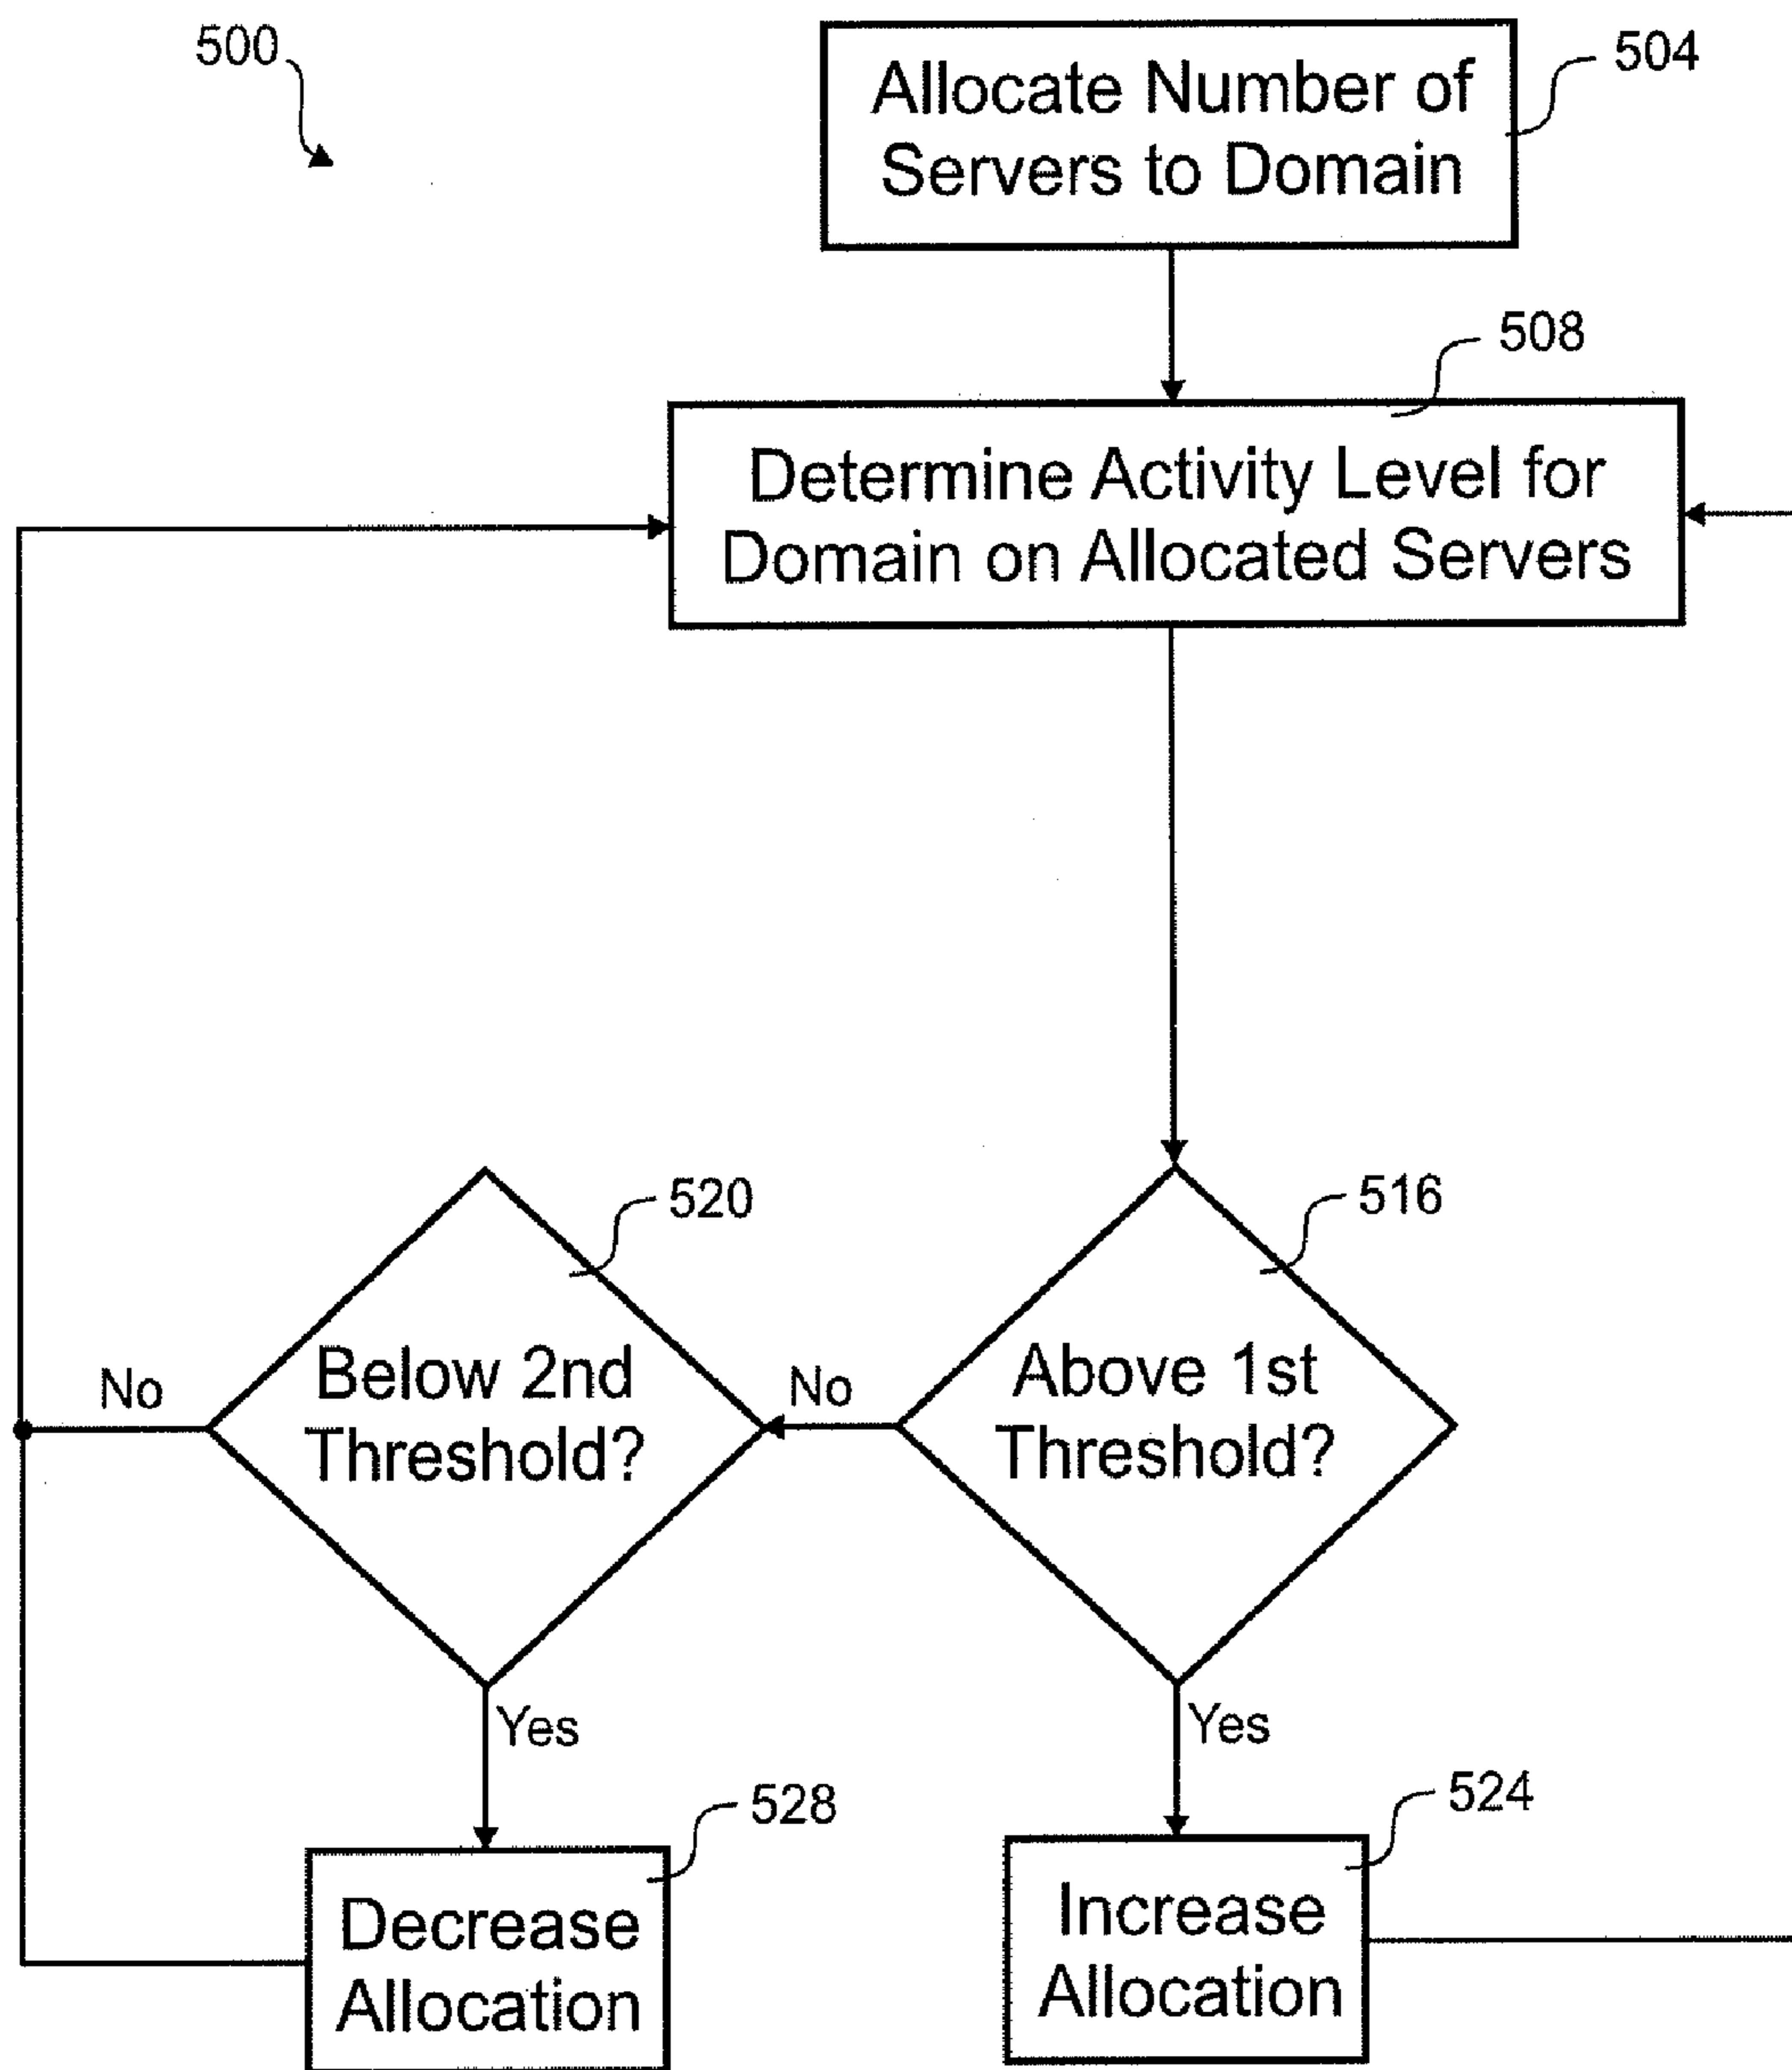 500
Allocate Number of
Servers to Domain
504
508
Determine Activity Level for
Domain on Allocated Servers
520
516
Below 2nd
Threshold?
Above 1st
Threshold?
No
No
Yes
Yes
528
524
Decrease
Allocation
Increase
Allocation